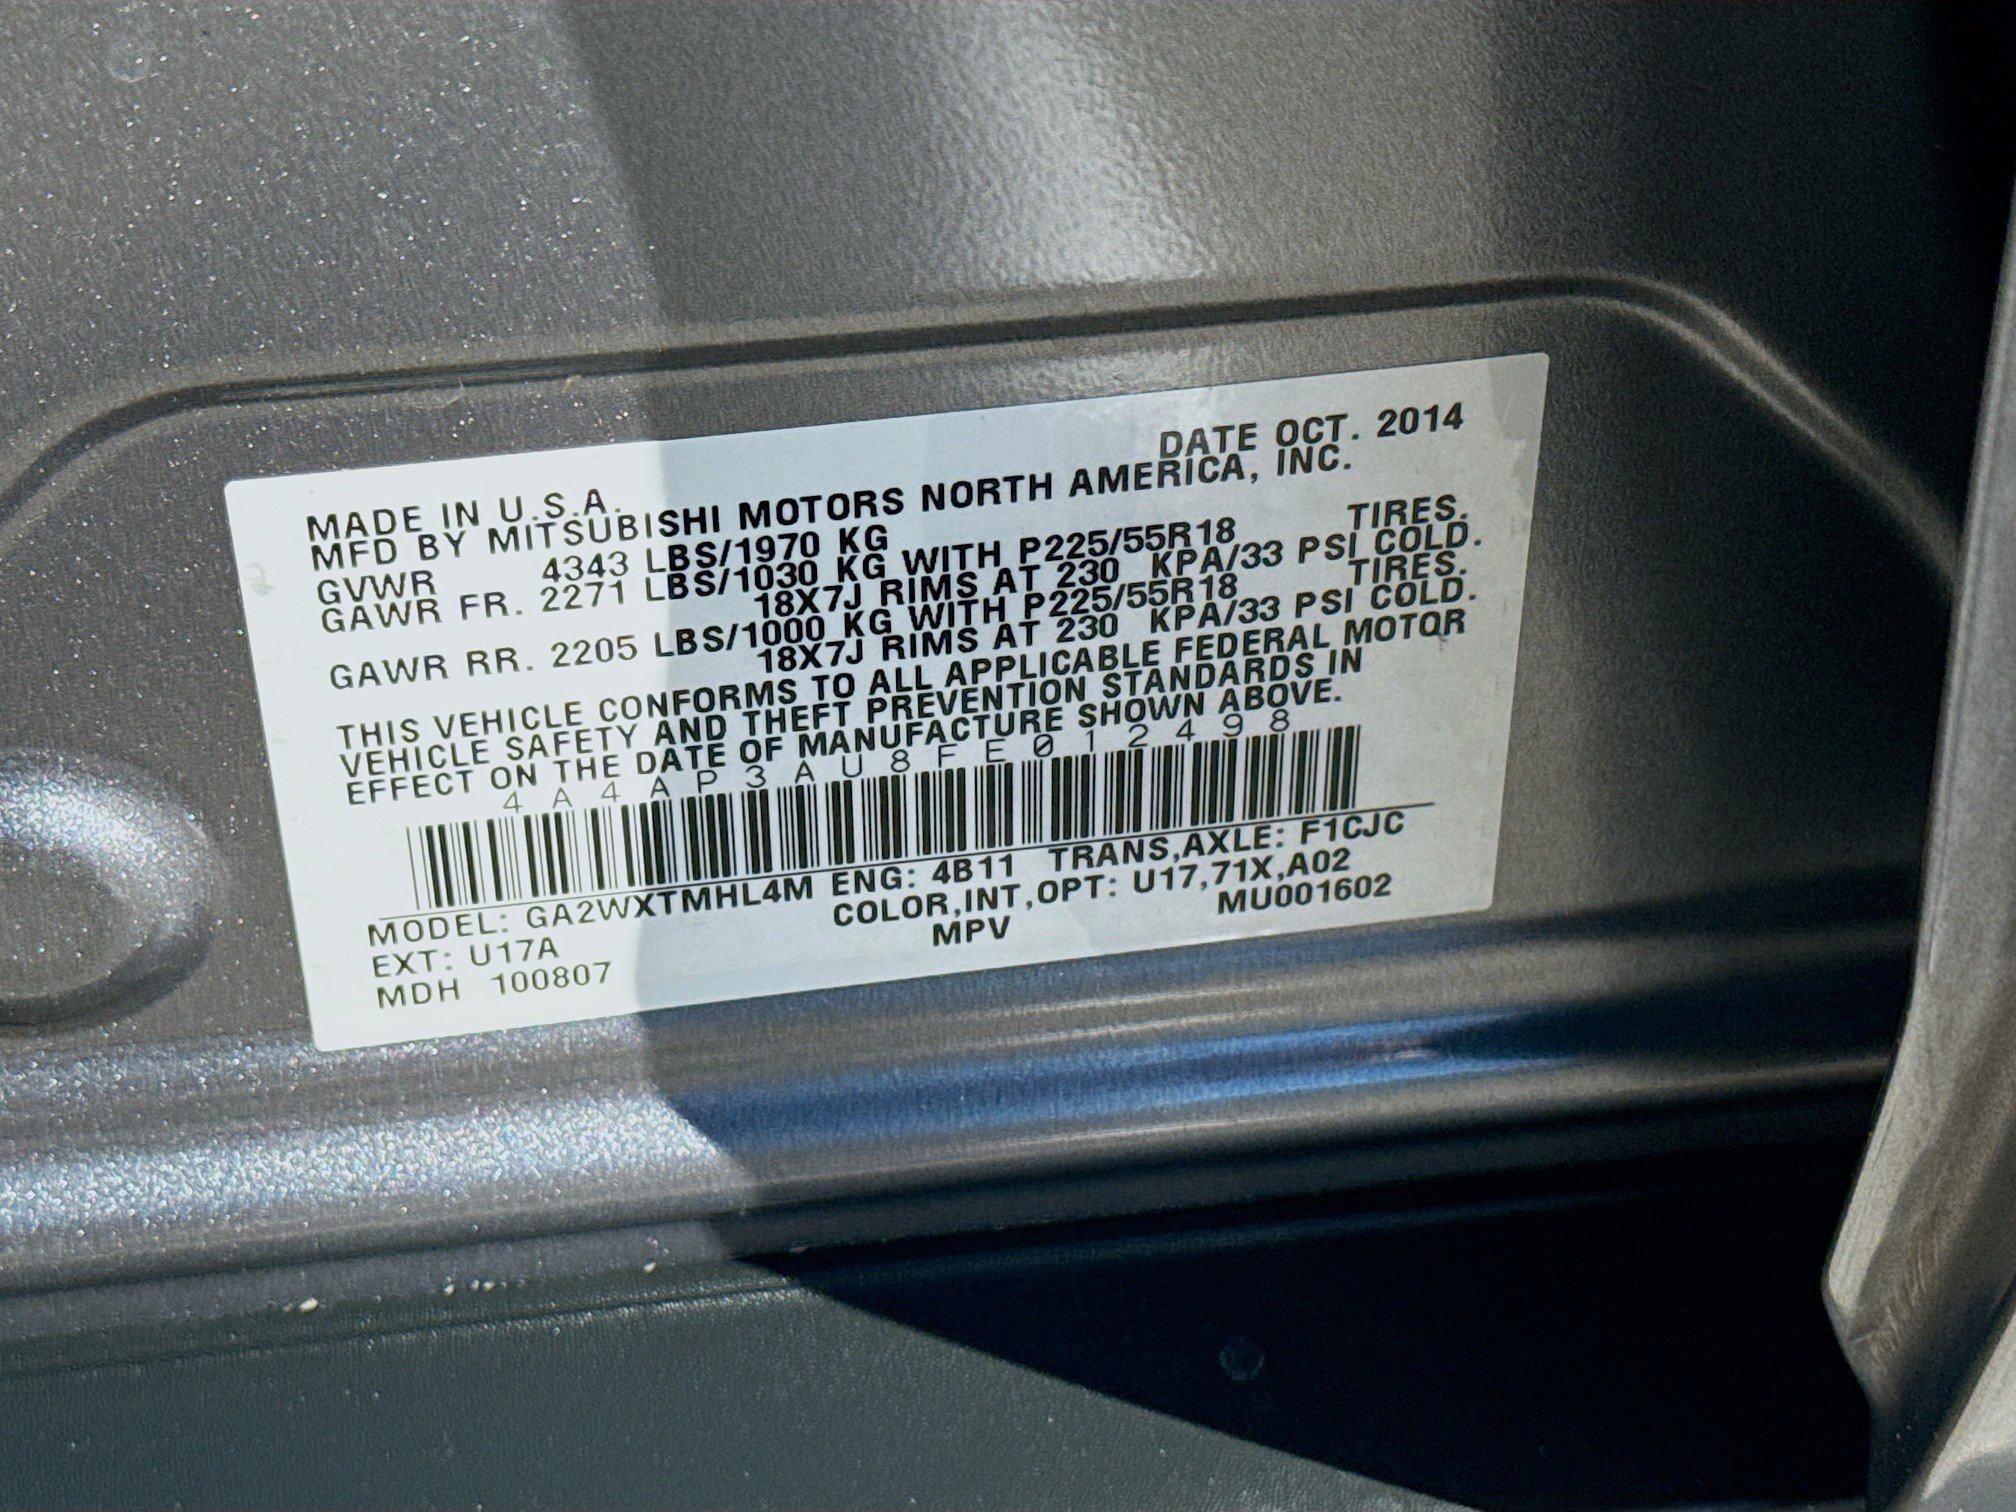 DATE OCT. 2014
MADE IN U.S.A.
MFD BY MITSUBISHI MOTORS NORTH AMERICA, INC.
GVWR 4343 LBS/1970 KG
GAWR FR. 2271 LBS/1030 KG WITH P225/55R18 TIRES.
18X7J RIMS AT 230 KPA/33 PSI COLD.
GAWR RR. 2205 LBS/1000 KG WITH P225/55R18 TIRES.
18X7J RIMS AT 230 KPA/33 PSI COLD.
THIS VEHICLE CONFORMS TO ALL APPLICABLE FEDERAL MOTOR
VEHICLE SAFETY AND THEFT PREVENTION STANDARDS IN
EFFECT ON THE DATE OF MANUFACTURE SHOWN ABOVE.
4A4AP3AU8FE012498
MODEL: GA2WXTMHL4M ENG: 4B11 TRANS,AXLE: F1CJC
EXT: U17A COLOR,INT,OPT: U17,71X,A02
MDH 100807 MPV MU001602